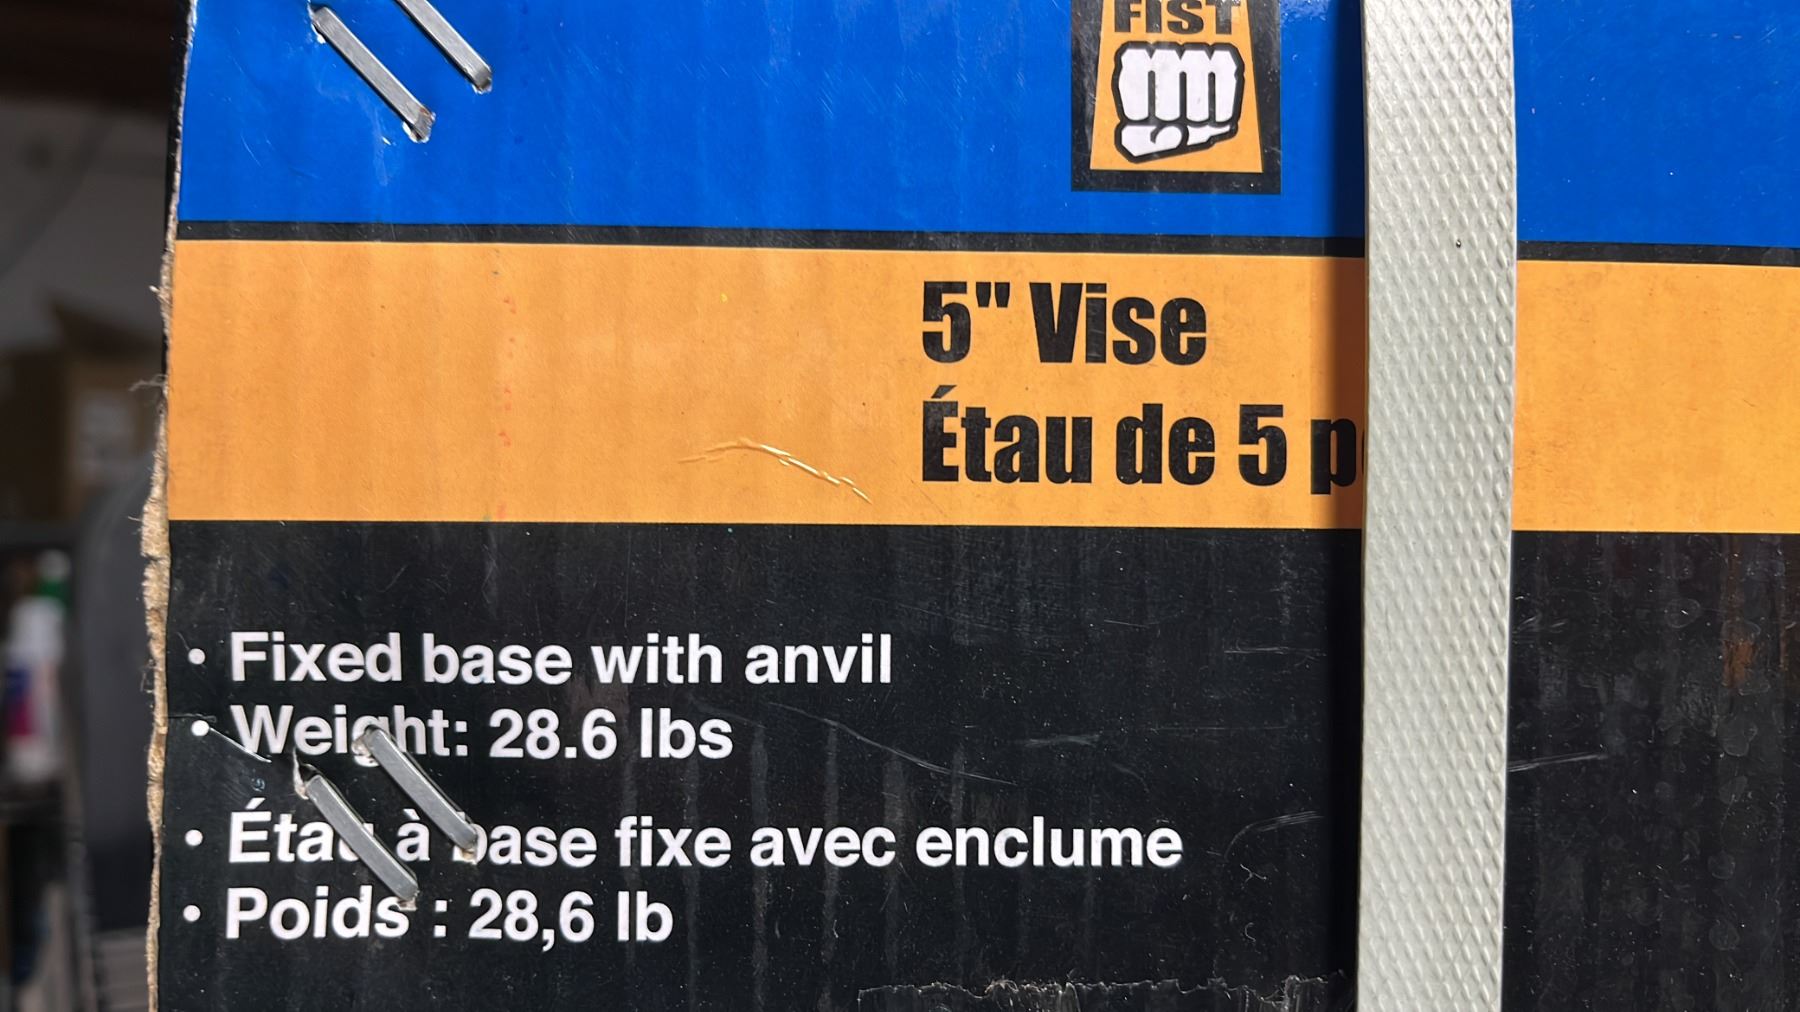 FIST
5" Vise
Étau de 5
• Fixed base with anvil
• Weight: 28.6 lbs
• Étau à base fixe avec enclume
• Poids : 28,6 lb